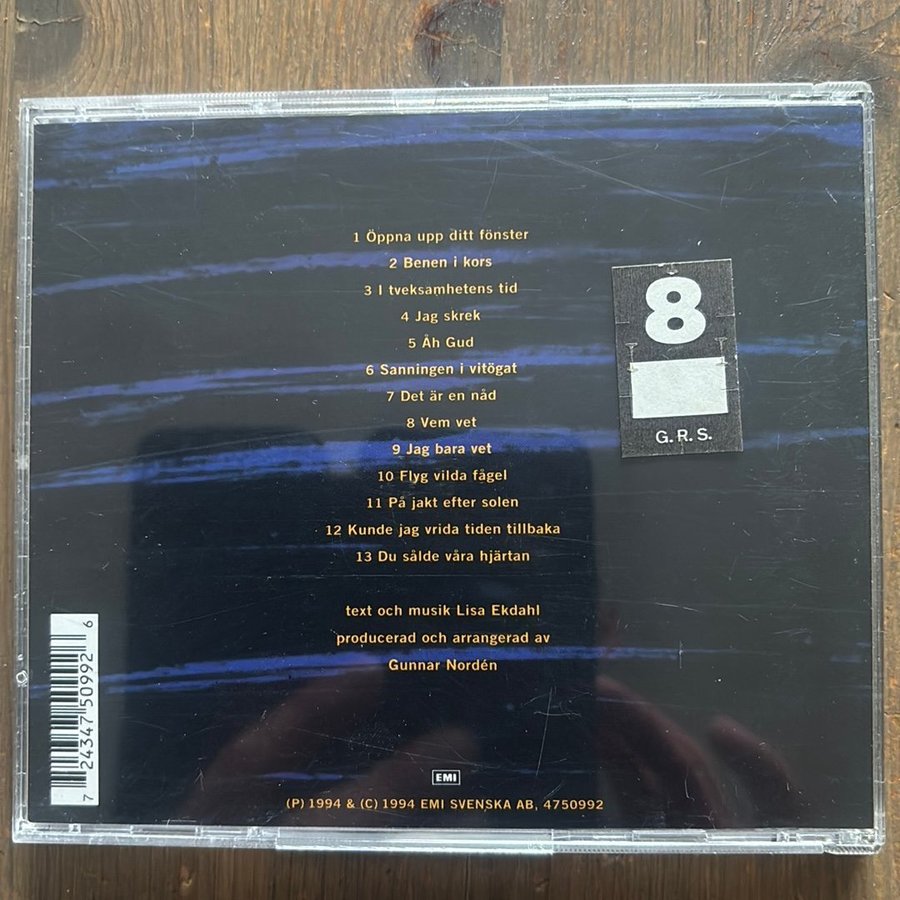 1 Öppna upp ditt fönster
2 Benen i kors
3 I tveksamhetens tid
4 Jag skrek
5 Åh Gud
6 Sanningen i vitögat
7 Det är en nåd
8 Vem vet
9 Jag bara vet
10 Flyg vilda fågel
11 På jakt efter solen
12 Kunde jag vrida tiden tillbaka
13 Du sålde våra hjärtan
8
G. R. S.
text och musik Lisa Ekdahl
producerad och arrangerad av
Gunnar Nordén
7 24347 50992 6
EMI
(P) 1994 & (C) 1994 EMI SVENSKA AB, 4750992